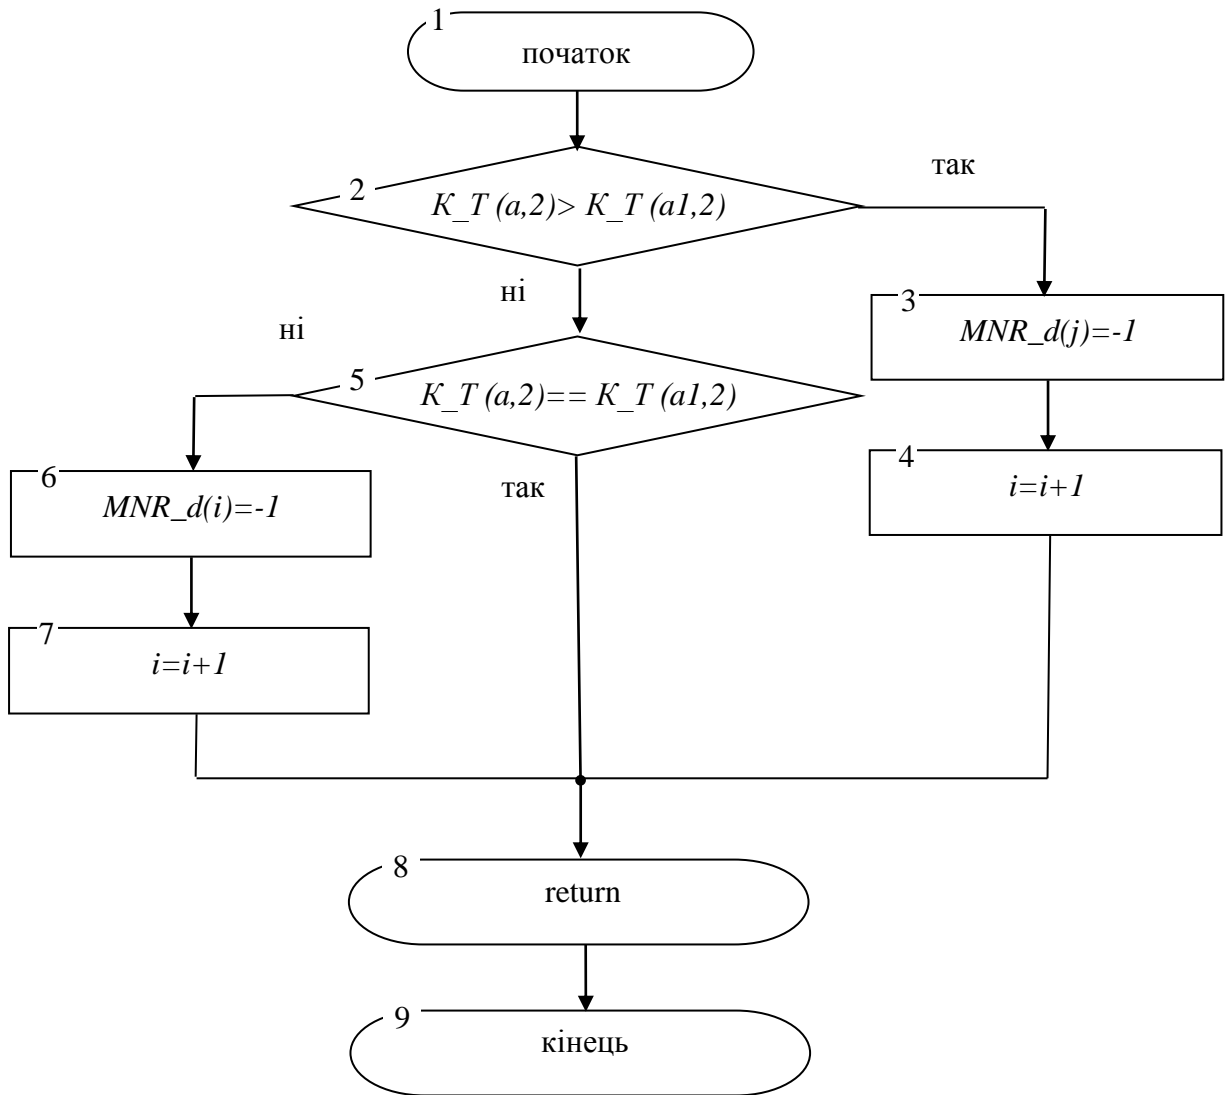 1
початок
2
K_T (a,2)> K_T (a1,2)
так
ні
3
MNR_d(j)=-1
ні
5
K_T (a,2)== K_T (a1,2)
4
i=i+1
6
MNR_d(i)=-1
так
7
i=i+1
8
return
9
кінець